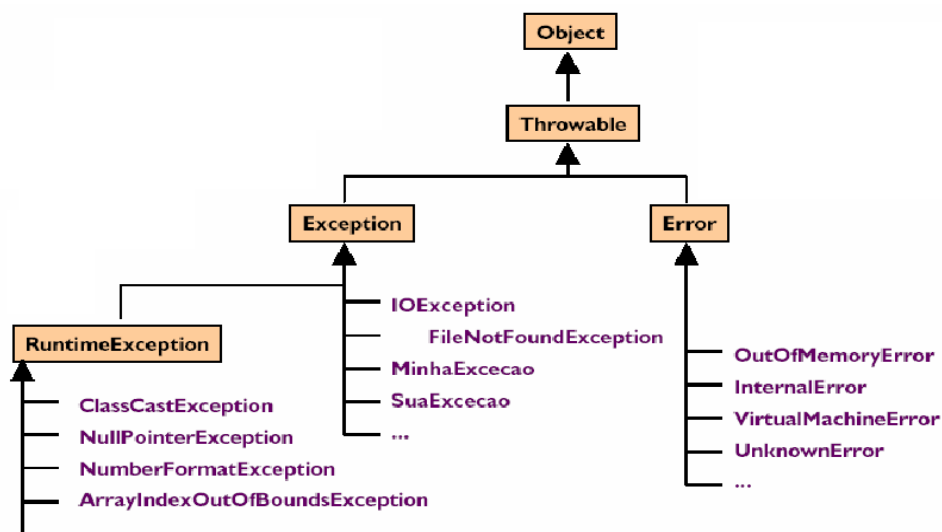 Object
Throwable
Exception
Error
IOException
RuntimeException
FileNotFoundException
OutOfMemoryError
MinhaExcecao
InternalError
ClassCastException
SuaExcecao
VirtualMachineError
NullPointerException
...
UnknownError
NumberFormatException
...
ArrayIndexOutOfBoundsException